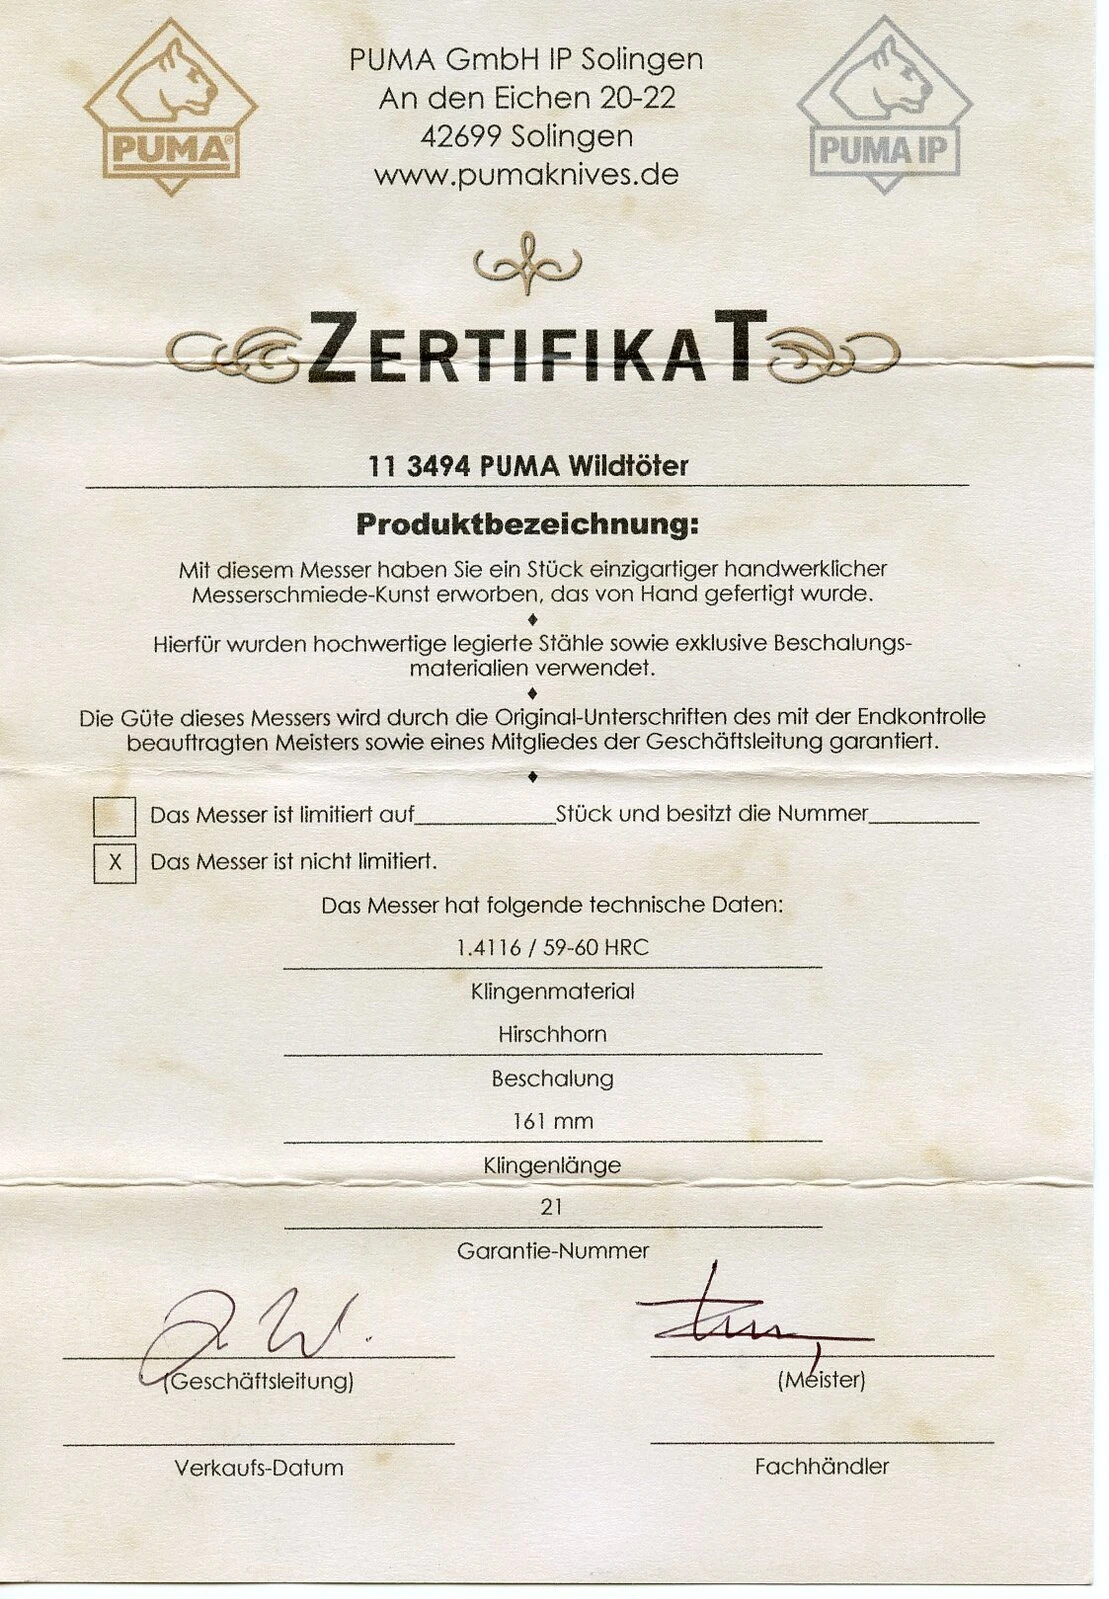 PUMA®
PUMA GmbH IP Solingen
An den Eichen 20-22
42699 Solingen
www.pumaknives.de
PUMA IP
ZERTIFIKAT
11 3494 PUMA Wildtöter
Produktbezeichnung:
Mit diesem Messer haben Sie ein Stück einzigartiger handwerklicher
Messerschmiede-Kunst erworben, das von Hand gefertigt wurde.
Hierfür wurden hochwertige legierte Stähle sowie exklusive Beschalungs-
materialien verwendet.
Die Güte dieses Messers wird durch die Original-Unterschriften des mit der Endkontrolle
beauftragten Meisters sowie eines Mitgliedes der Geschäftsleitung garantiert.
Das Messer ist limitiert auf____________Stück und besitzt die Nummer_________
X Das Messer ist nicht limitiert.
Das Messer hat folgende technische Daten:
1.4116 / 59-60 HRC
Klingenmaterial
Hirschhorn
Beschalung
161 mm
Klingenlänge
21
Garantie-Nummer
(Geschäftsleitung)
(Meister)
Verkaufs-Datum
Fachhändler